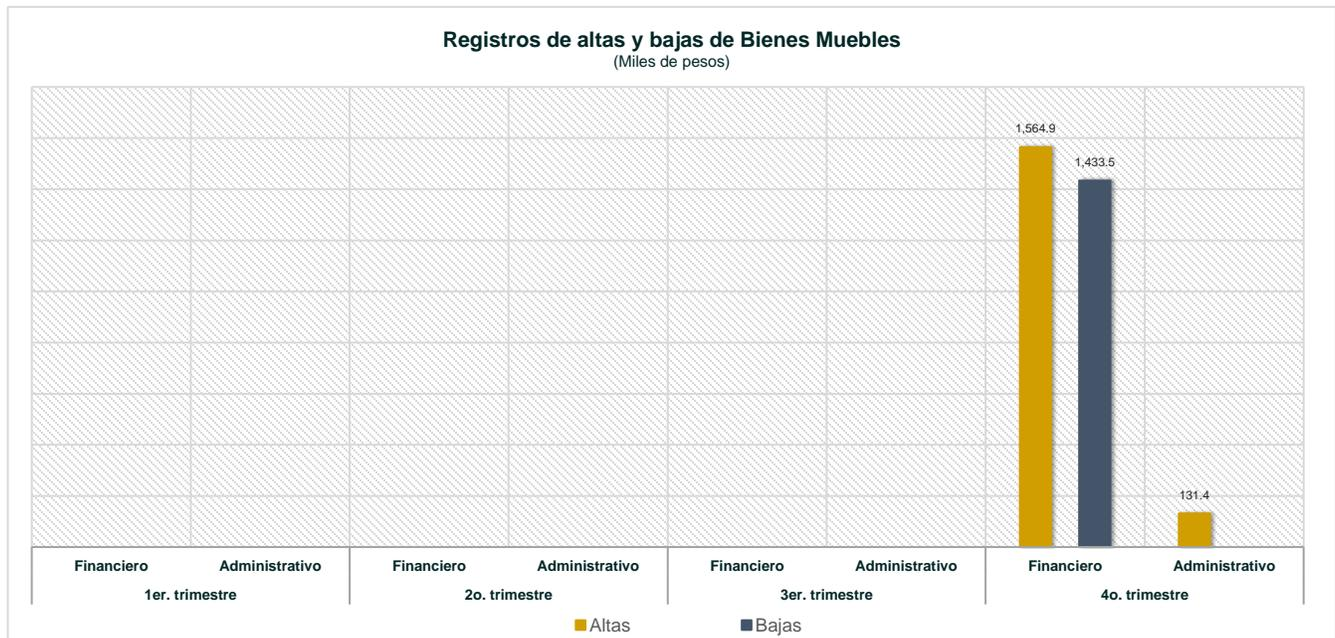 Registros de altas y bajas de Bienes Muebles
(Miles de pesos)
1,564.9
1,433.5
131.4
Financiero Administrativo Financiero Administrativo Financiero Administrativo Financiero Administrativo
1er. trimestre 2o. trimestre 3er. trimestre 4o. trimestre
Altas Bajas